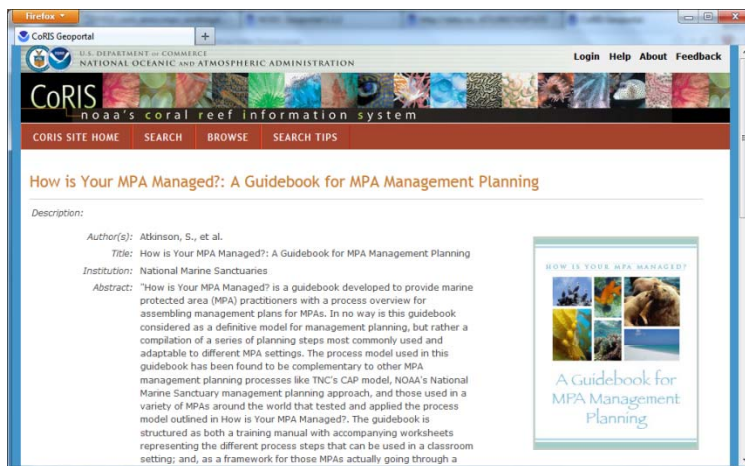 Firefox
CoRIS Geoportal
U.S. DEPARTMENT OF COMMERCE
NATIONAL OCEANIC AND ATMOSPHERIC ADMINISTRATION
Login Help About Feedback
CoRIS
noaa's coral reef information system
CORIS SITE HOME SEARCH BROWSE SEARCH TIPS
How is Your MPA Managed?: A Guidebook for MPA Management Planning
Description:
Author(s): Atkinson, S., et al.
Title: How is Your MPA Managed?: A Guidebook for MPA Management Planning
Institution: National Marine Sanctuaries
Abstract: "How is Your MPA Managed? is a guidebook developed to provide marine
protected area (MPA) practitioners with a process overview for
assembling management plans for MPAs. In no way is this guidebook
considered as a definitive model for management planning, but rather a
compilation of a series of planning steps most commonly used and
adaptable to different MPA settings. The process model used in this
guidebook has been found to be complementary to other MPA
management planning processes like TNC's CAP model, NOAA's National
Marine Sanctuary management planning approach, and those used in a
variety of MPAs around the world that tested and applied the process
model outlined in How is Your MPA Managed?. The guidebook is
structured as both a training manual with accompanying worksheets
representing the different process steps that can be used in a classroom
setting; and, as a framework for those MPAs actually going through a
HOW IS YOUR MPA MANAGED?
A Guidebook for
MPA Management
Planning